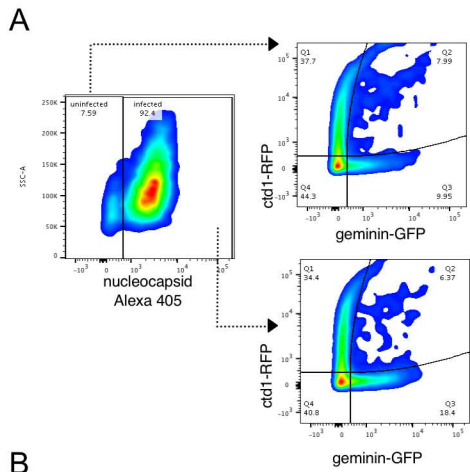 A
uninfected
7.59
infected
92.4
250K
200K
150K
100K
50K
0
SSC-A
-10³ 0 10³ 10⁴ 10⁵
nucleocapsid
Alexa 405
Q1
37.7
Q2
7.99
Q4
44.3
Q3
9.95
10⁵
10⁴
10³
0
-10³
ctd1-RFP
-10³ 0 10³ 10⁴ 10⁵
geminin-GFP
Q1
34.4
Q2
6.37
Q4
40.8
Q3
18.4
10⁵
10⁴
10³
0
-10³
ctd1-RFP
-10³ 0 10³ 10⁴ 10⁵
geminin-GFP
B